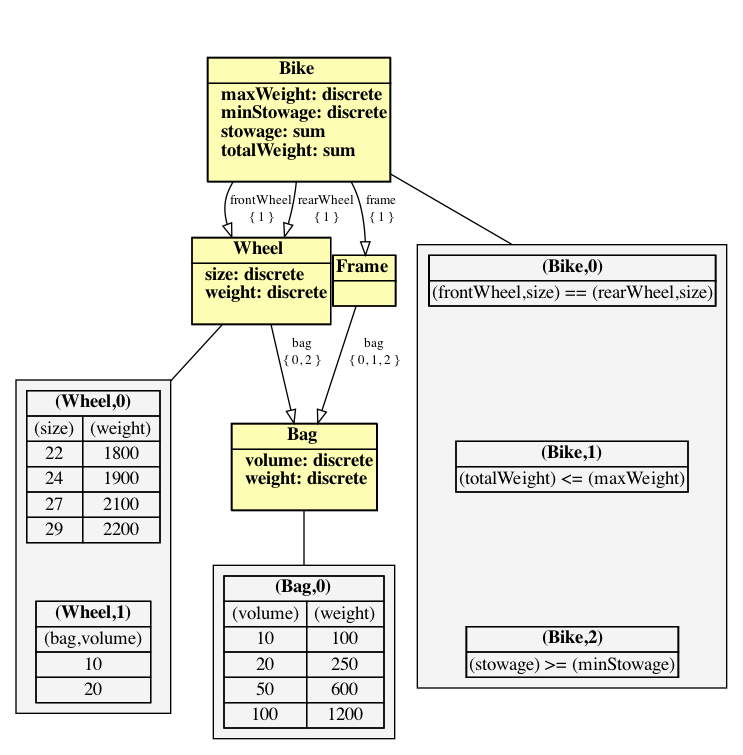 Bike
maxWeight: discrete
minStowage: discrete
stowage: sum
totalWeight: sum
frontWheel
{ 1 }
rearWheel
{ 1 }
frame
{ 1 }
Wheel
size: discrete
weight: discrete
Frame
(Bike,0)
(frontWheel,size) == (rearWheel,size)
bag
{ 0, 2 }
bag
{ 0, 1, 2 }
(Wheel,0)
(size) (weight)
22 1800
24 1900
27 2100
29 2200
Bag
volume: discrete
weight: discrete
(Bike,1)
(totalWeight) <= (maxWeight)
(Wheel,1)
(bag,volume)
10
20
(Bag,0)
(volume) (weight)
10 100
20 250
50 600
100 1200
(Bike,2)
(stowage) >= (minStowage)